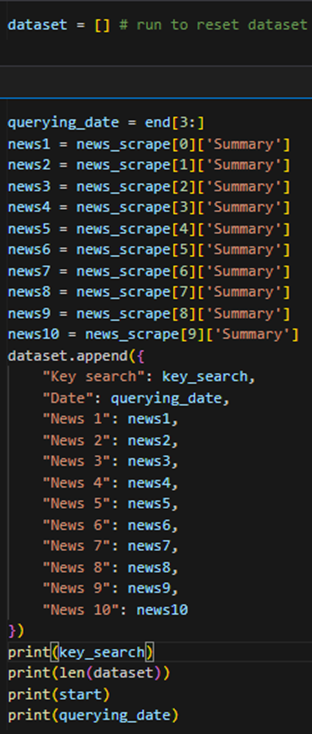 dataset = [] # run to reset dataset
querying_date = end[3:]
news1 = news_scrape[0]['Summary']
news2 = news_scrape[1]['Summary']
news3 = news_scrape[2]['Summary']
news4 = news_scrape[3]['Summary']
news5 = news_scrape[4]['Summary']
news6 = news_scrape[5]['Summary']
news7 = news_scrape[6]['Summary']
news8 = news_scrape[7]['Summary']
news9 = news_scrape[8]['Summary']
news10 = news_scrape[9]['Summary']
dataset.append({
    "Key search": key_search,
    "Date": querying_date,
    "News 1": news1,
    "News 2": news2,
    "News 3": news3,
    "News 4": news4,
    "News 5": news5,
    "News 6": news6,
    "News 7": news7,
    "News 8": news8,
    "News 9": news9,
    "News 10": news10
})
print(key_search)
print(len(dataset))
print(start)
print(querying_date)